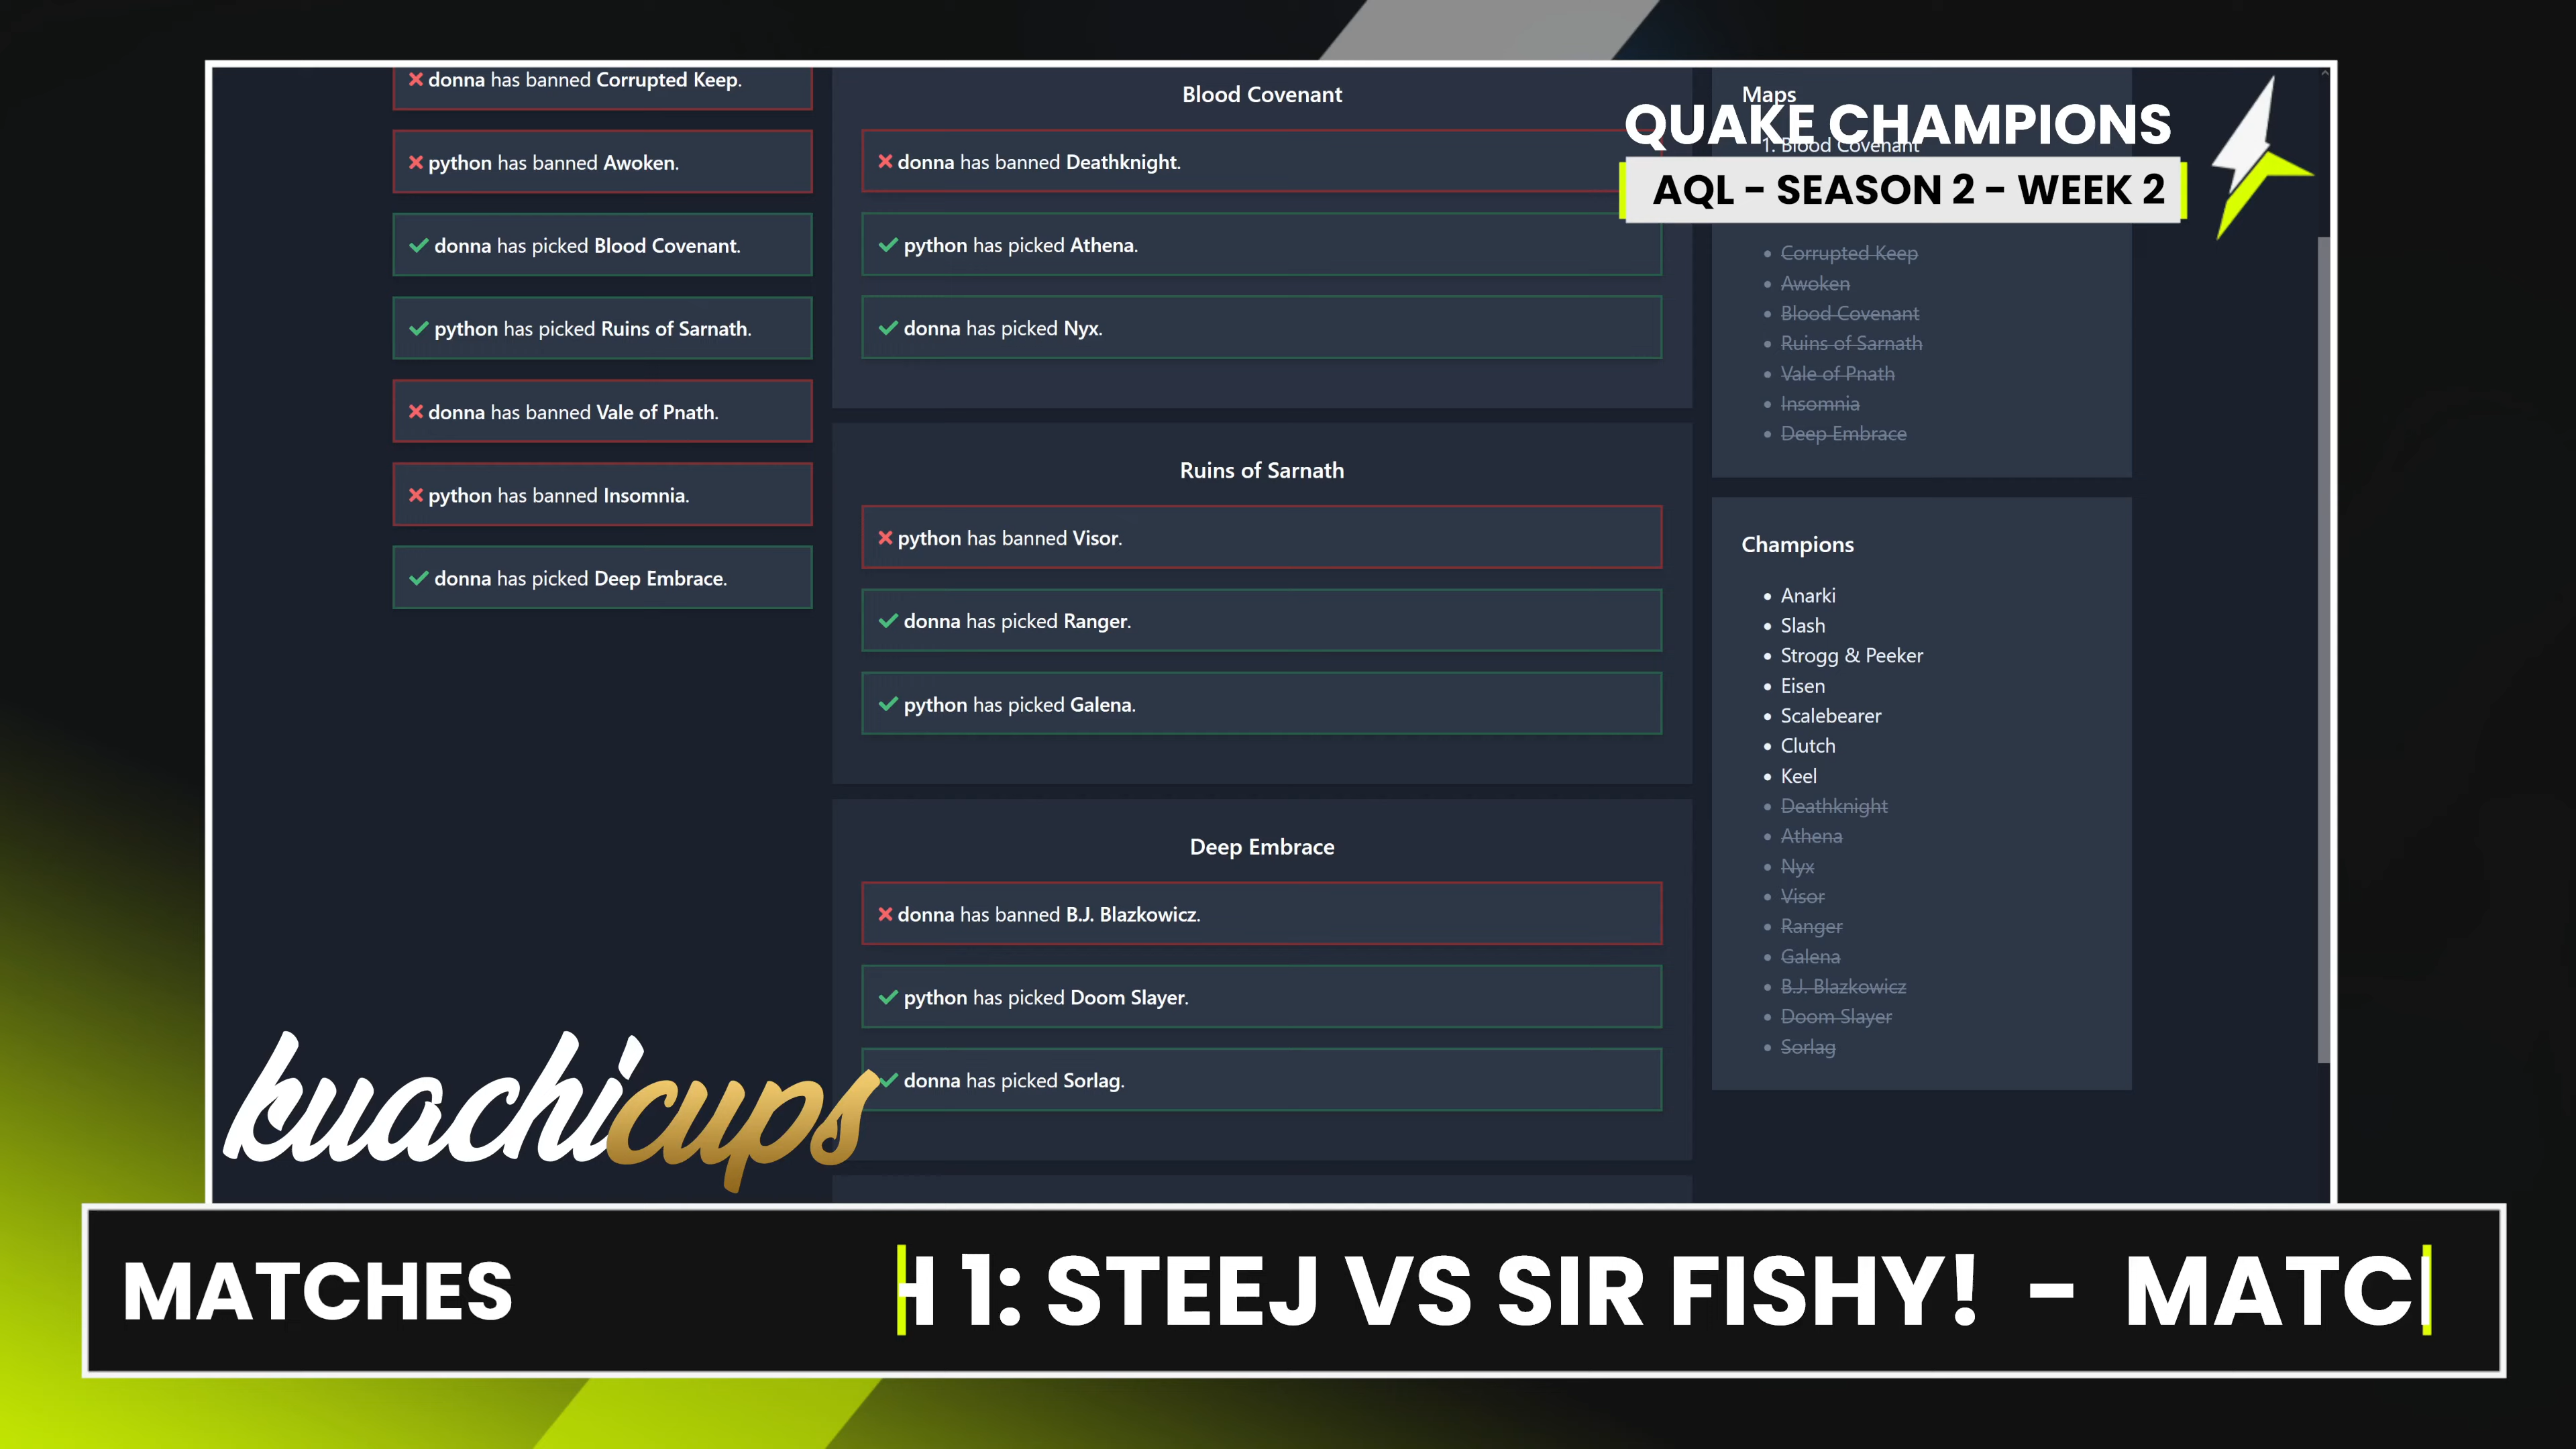 donna has banned Corrupted Keep.
python has banned Awoken.
donna has picked Blood Covenant.
python has picked Ruins of Sarnath.
donna has banned Vale of Pnath.
python has banned Insomnia.
donna has picked Deep Embrace.
Blood Covenant
donna has banned Deathknight.
python has picked Athena.
donna has picked Nyx.
Ruins of Sarnath
python has banned Visor.
donna has picked Ranger.
python has picked Galena.
Deep Embrace
donna has banned B.J. Blazkowicz.
python has picked Doom Slayer.
donna has picked Sorlag.
Maps
QUAKE CHAMPIONS
1. Blood Covenant
AQL - SEASON 2 - WEEK 2
Corrupted Keep
Awoken
Blood Covenant
Ruins of Sarnath
Vale of Pnath
Insomnia
Deep Embrace
Champions
Anarki
Slash
Strogg & Peeker
Eisen
Scalebearer
Clutch
Keel
Deathknight
Athena
Nyx
Visor
Ranger
Galena
B.J. Blazkowicz
Doom Slayer
Sorlag
kuachicups
MATCHES
H 1: STEEJ VS SIR FISHY! - MATC